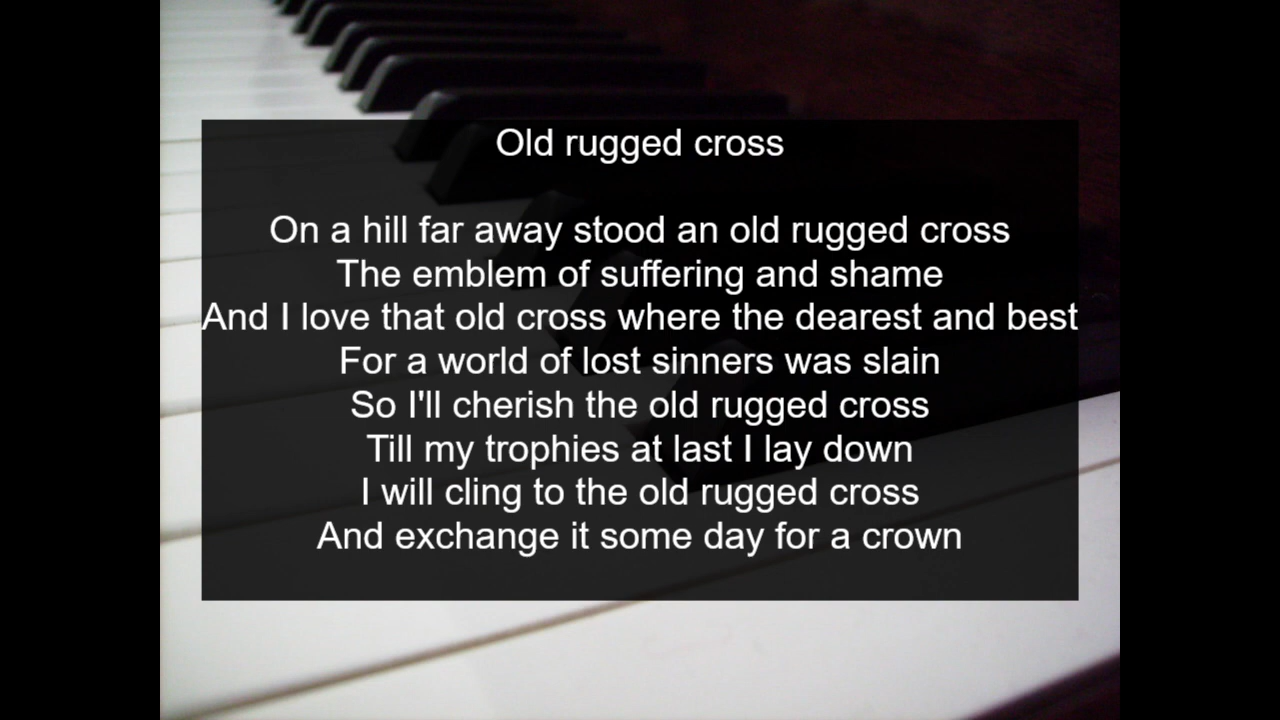 Old rugged cross
On a hill far away stood an old rugged cross
The emblem of suffering and shame
And I love that old cross where the dearest and best
For a world of lost sinners was slain
So I'll cherish the old rugged cross
Till my trophies at last I lay down
I will cling to the old rugged cross
And exchange it some day for a crown